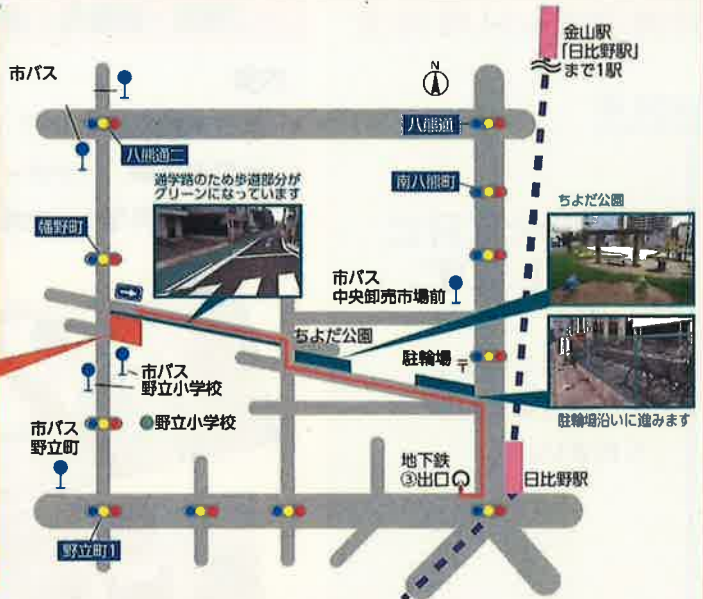 金山駅
「日比野駅」
まで1駅
N
市バス
八熊通二
八熊通
通学路のため歩道部分が
グリーンになっています
南八熊町
ちよだ公園
幡野町
市バス
中央卸売市場前
ちよだ公園
駐輪場
〒
市バス
野立小学校
駐輪場沿いに進みます
市バス
野立町
野立小学校
地下鉄
③出口
日比野駅
野立町1